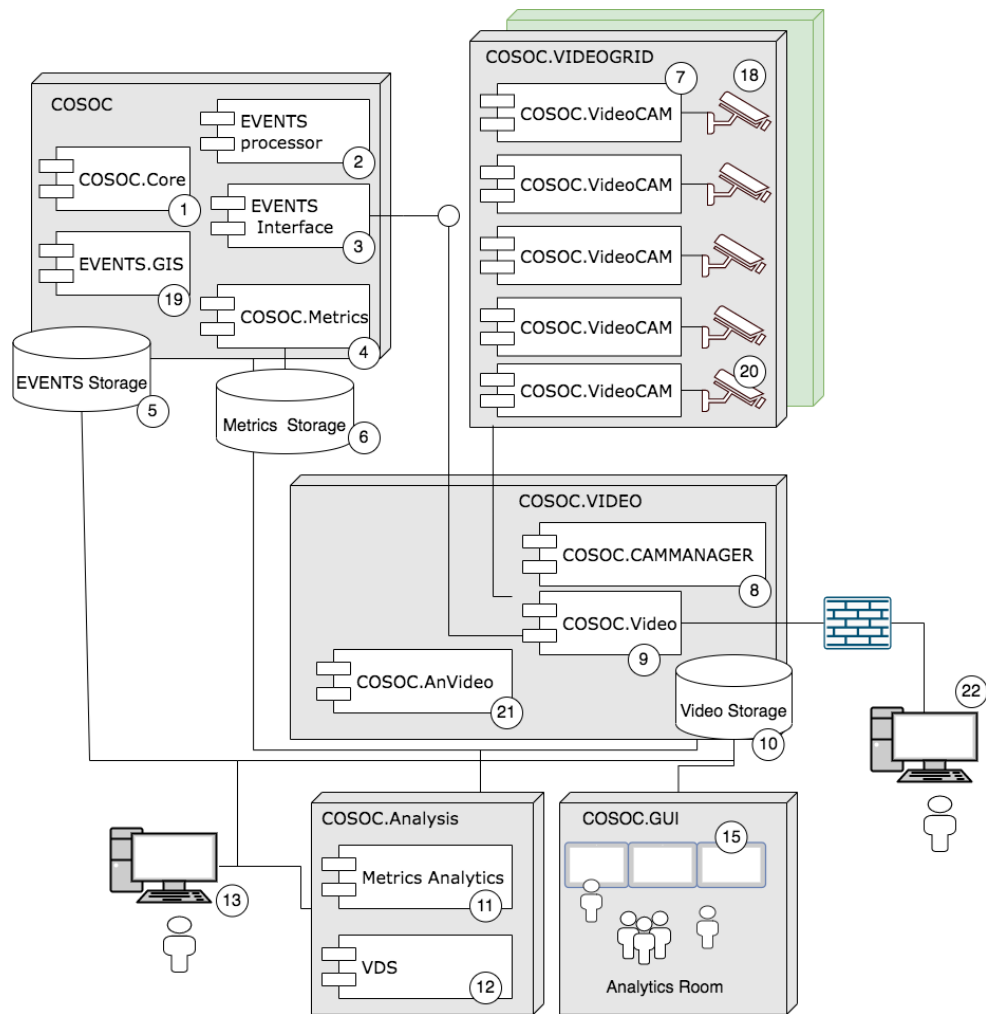 COSOC
EVENTS
processor
2
COSOC.Core
1
EVENTS
Interface
3
EVENTS.GIS
19
COSOC.Metrics
4
EVENTS Storage
5
Metrics Storage
6
COSOC.VIDEOGRID
7
18
COSOC.VideoCAM
COSOC.VideoCAM
COSOC.VideoCAM
COSOC.VideoCAM
20
COSOC.VideoCAM
COSOC.VIDEO
COSOC.CAMMANAGER
8
COSOC.Video
9
COSOC.AnVideo
21
Video Storage
10
22
COSOC.Analysis
Metrics Analytics
11
VDS
12
13
COSOC.GUI
15
Analytics Room